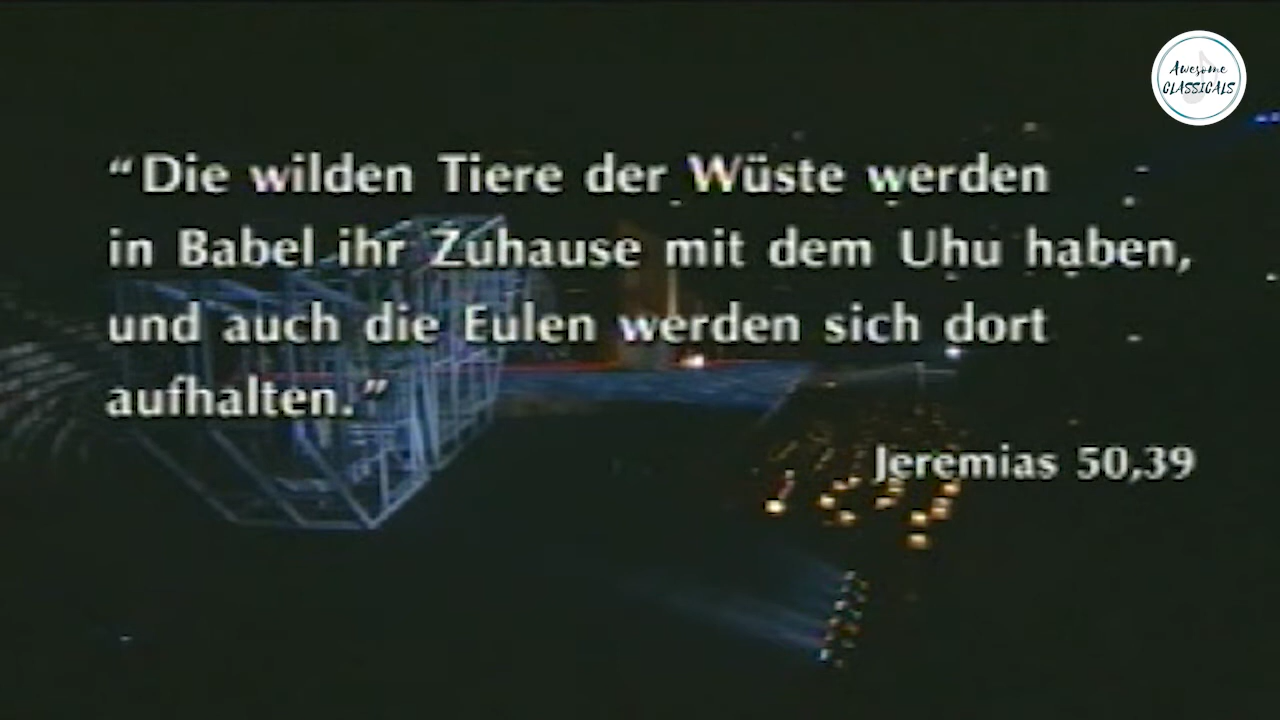 Awesome
CLASSICALS
“Die wilden Tiere der Wüste werden
in Babel ihr Zuhause mit dem Uhu haben,
und auch die Eulen werden sich dort
aufhalten.”
Jeremias 50,39